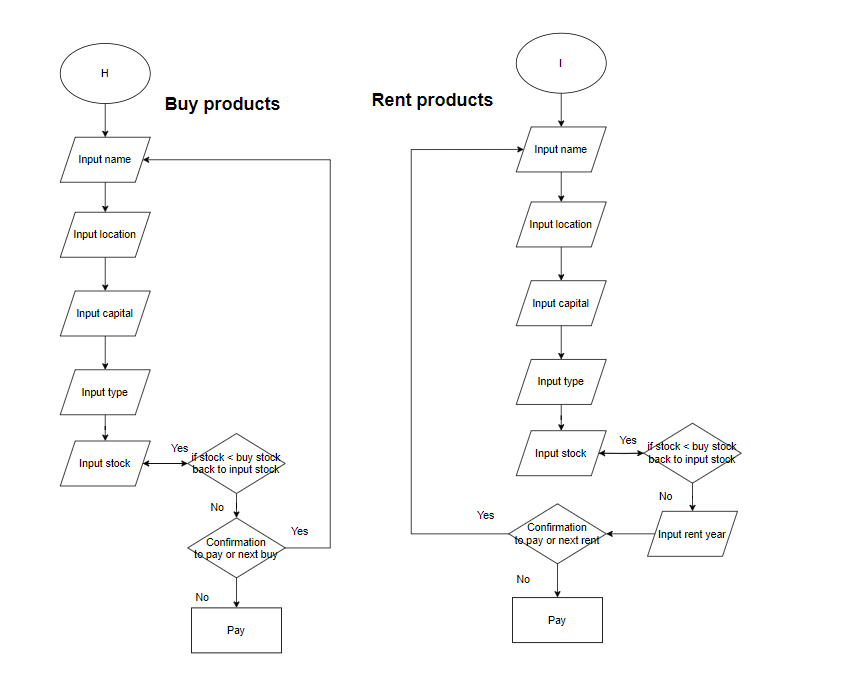 H
Buy products
Input name
Input location
Input capital
Input type
Input stock
Yes
if stock < buy stock
back to input stock
No
Confirmation
to pay or next buy
Yes
No
Pay
I
Rent products
Input name
Input location
Input capital
Input type
Input stock
Yes
if stock < buy stock
back to input stock
No
Input rent year
Confirmation
to pay or next rent
Yes
No
Pay